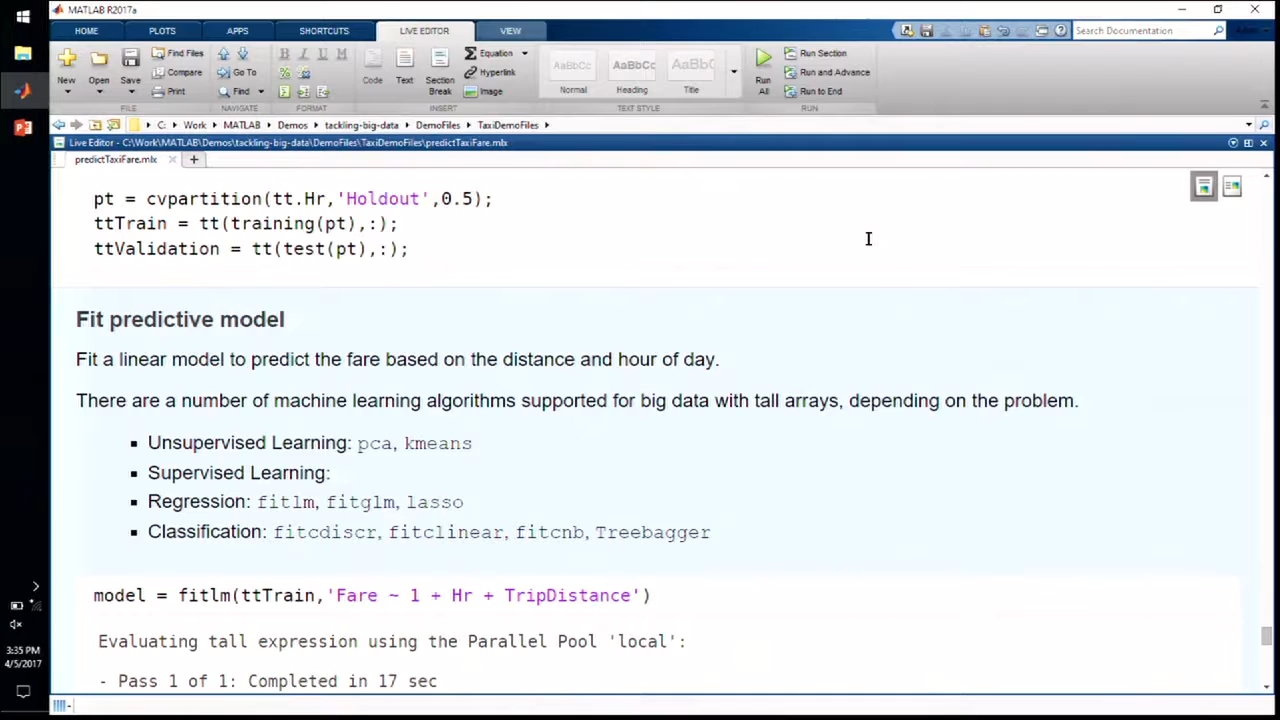 MATLAB R2017a
HOME PLOTS APPS SHORTCUTS LIVE EDITOR VIEW
Search Documentation
New Open Save
Find Files
Compare
Print
Go To
Find
B I U M
Code Text Section Break
Equation
Hyperlink
Image
AaBbCc AaBbCc AaBbC
Normal Heading Title
Run All
Run Section
Run and Advance
Run to End
FILE NAVIGATE FORMAT INSERT TEXT STYLE RUN
C: Work MATLAB Demos tackling-big-data DemoFiles TaxiDemoFiles
Live Editor - C:\Work\MATLAB\Demos\tackling-big-data\DemoFiles\TaxiDemoFiles\predictTaxiFare.mlx
predictTaxiFare.mlx
pt = cvpartition(tt.Hr,'Holdout',0.5);
ttTrain = tt(training(pt),:);
ttValidation = tt(test(pt),:);
Fit predictive model
Fit a linear model to predict the fare based on the distance and hour of day.
There are a number of machine learning algorithms supported for big data with tall arrays, depending on the problem.
▪ Unsupervised Learning: pca, kmeans
▪ Supervised Learning:
▪ Regression: fitlm, fitglm, lasso
▪ Classification: fitcdiscr, fitclinear, fitcnb, Treebagger
model = fitlm(ttTrain,'Fare ~ 1 + Hr + TripDistance')
Evaluating tall expression using the Parallel Pool 'local':
- Pass 1 of 1: Completed in 17 sec
3:35 PM
4/5/2017